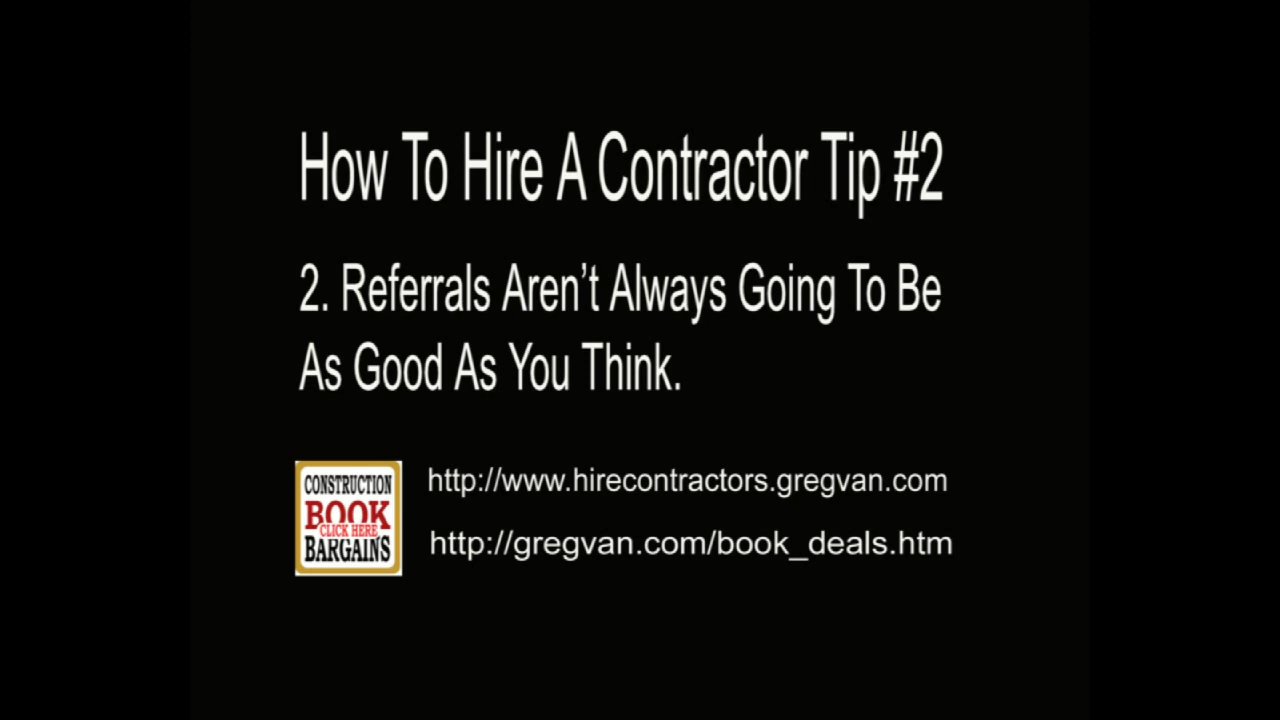 How To Hire A Contractor Tip #2
2. Referrals Aren't Always Going To Be
As Good As You Think.
CONSTRUCTION
BOOK
CLICK HERE
BARGAINS
http://www.hirecontractors.gregvan.com
http://gregvan.com/book_deals.htm